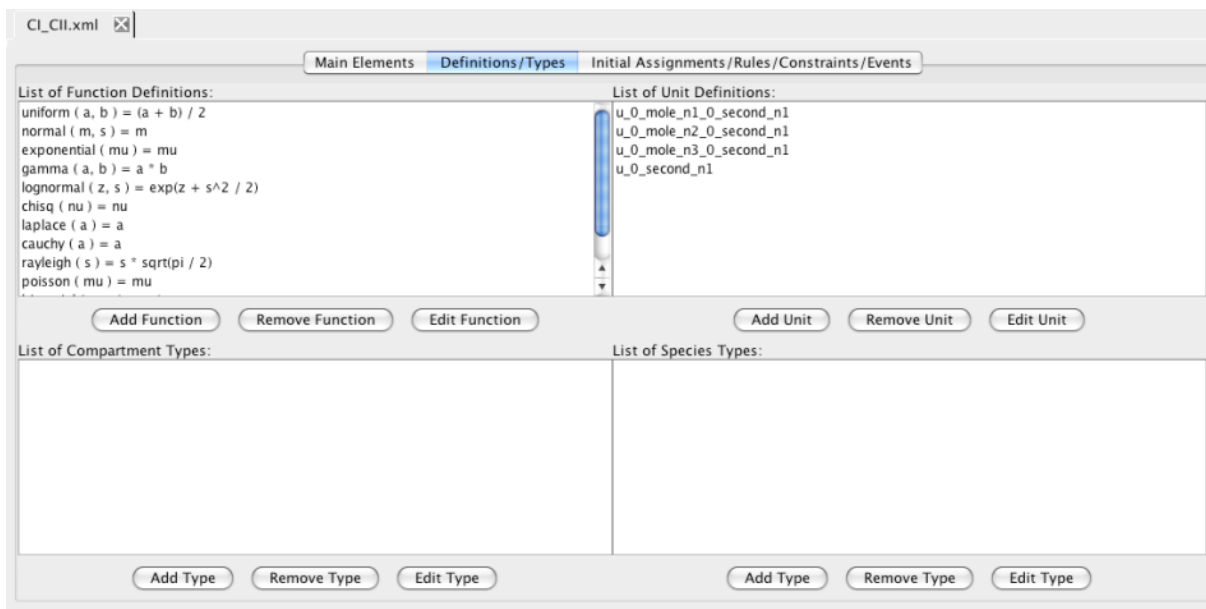 CI_CII.xml
Main Elements Definitions/Types Initial Assignments/Rules/Constraints/Events
List of Function Definitions:
uniform ( a, b ) = (a + b) / 2
normal ( m, s ) = m
exponential ( mu ) = mu
gamma ( a, b ) = a * b
lognormal ( z, s ) = exp(z + s^2 / 2)
chisq ( nu ) = nu
laplace ( a ) = a
cauchy ( a ) = a
rayleigh ( s ) = s * sqrt(pi / 2)
poisson ( mu ) = mu
Add Function Remove Function Edit Function
List of Unit Definitions:
u_0_mole_n1_0_second_n1
u_0_mole_n2_0_second_n1
u_0_mole_n3_0_second_n1
u_0_second_n1
Add Unit Remove Unit Edit Unit
List of Compartment Types:
Add Type Remove Type Edit Type
List of Species Types:
Add Type Remove Type Edit Type